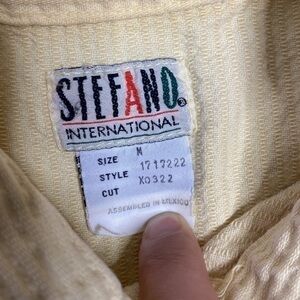 STEFANO
INTERNATIONAL
SIZE M
STYLE 1717222
CUT X0322
ASSEMBLED IN MEXICO